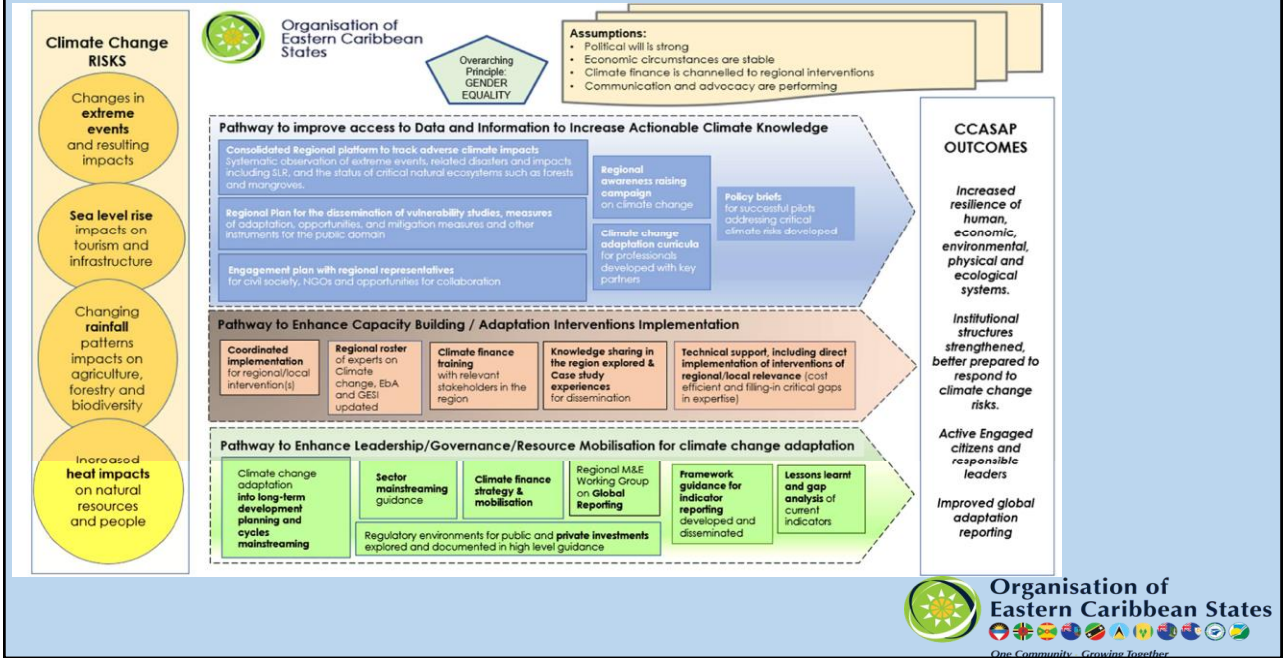 Climate Change
RISKS
Changes in
extreme
events
and resulting
impacts
Sea level rise
impacts on
tourism and
infrastructure
Changing
rainfall
patterns
impacts on
agriculture,
forestry and
biodiversity
Increased
heat impacts
on natural
resources
and people
Organisation of
Eastern Caribbean
States
Overarching
Principle:
GENDER
EQUALITY
Assumptions:
• Political will is strong
• Economic circumstances are stable
• Climate finance is channelled to regional interventions
• Communication and advocacy are performing
Pathway to improve access to Data and Information to Increase Actionable Climate Knowledge
Consolidated Regional platform to track adverse climate impacts
Systematic observation of extreme events, related disasters and impacts
including SLR, and the status of critical natural ecosystems such as forests
and mangroves.
Regional Plan for the dissemination of vulnerability studies, measures
of adaptation, opportunities, and mitigation measures and other
instruments for the public domain
Engagement plan with regional representatives
for civil society, NGOs and opportunities for collaboration
Regional
awareness raising
campaign
on climate change
Climate change
adaptation curricula
for professionals
developed with key
partners
Policy briefs
for successful pilots
addressing critical
climate risks developed
Pathway to Enhance Capacity Building / Adaptation Interventions Implementation
Coordinated
implementation
for regional/local
intervention(s)
Regional roster
of experts on
Climate
change, EbA
and GESI
updated
Climate finance
training
with relevant
stakeholders in the
region
Knowledge sharing in
the region explored &
Case study
experiences
for dissemination
Technical support, including direct
implementation of interventions of
regional/local relevance (cost
efficient and filling-in critical gaps
in expertise)
Pathway to Enhance Leadership/Governance/Resource Mobilisation for climate change adaptation
Climate change
adaptation
into long-term
development
planning and
cycles
mainstreaming
Sector
mainstreaming
guidance
Climate finance
strategy &
mobilisation
Regional M&E
Working Group
on Global
Reporting
Regulatory environments for public and private investments
explored and documented in high level guidance
Framework
guidance for
indicator
reporting
developed and
disseminated
Lessons learnt
and gap
analysis of
current
indicators
CCASAP
OUTCOMES
Increased
resilience of
human,
economic,
environmental,
physical and
ecological
systems.
Institutional
structures
strengthened,
better prepared to
respond to
climate change
risks.
Active Engaged
citizens and
responsible
leaders
Improved global
adaptation
reporting
Organisation of
Eastern Caribbean States
One Community - Growing Together